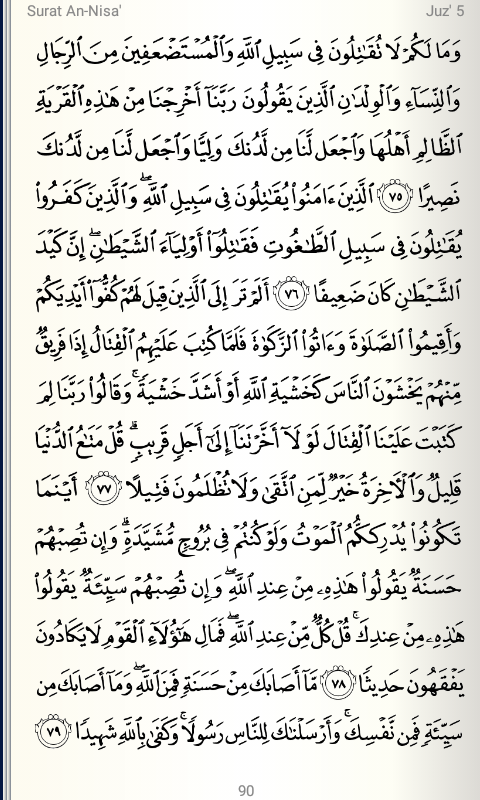 Surat An-Nisa' Juz' 5
وَمَا لَكُمْ لَا تُقَٰتِلُونَ فِى سَبِيلِ ٱللَّهِ وَٱلْمُسْتَضْعَفِينَ مِنَ ٱلرِّجَالِ
وَٱلنِّسَآءِ وَٱلْوِلْدَٰنِ ٱلَّذِينَ يَقُولُونَ رَبَّنَآ أَخْرِجْنَا مِنْ هَٰذِهِ ٱلْقَرْيَةِ
ٱلظَّالِمِ أَهْلُهَا وَٱجْعَل لَّنَا مِن لَّدُنكَ وَلِيًّا وَٱجْعَل لَّنَا مِن لَّدُنكَ
نَصِيرًا ٧٥ ٱلَّذِينَ ءَامَنُوا۟ يُقَٰتِلُونَ فِى سَبِيلِ ٱللَّهِ ۖ وَٱلَّذِينَ كَفَرُوا۟
يُقَٰتِلُونَ فِى سَبِيلِ ٱلطَّٰغُوتِ فَقَٰتِلُوٓا۟ أَوْلِيَآءَ ٱلشَّيْطَٰنِ ۖ إِنَّ كَيْدَ
ٱلشَّيْطَٰنِ كَانَ ضَعِيفًا ٧٦ أَلَمْ تَرَ إِلَى ٱلَّذِينَ قِيلَ لَهُمْ كُفُّوٓا۟ أَيْدِيَكُمْ
وَأَقِيمُوا۟ ٱلصَّلَوٰةَ وَءَاتُوا۟ ٱلزَّكَوٰةَ فَلَمَّا كُتِبَ عَلَيْهِمُ ٱلْقِتَالُ إِذَا فَرِيقٌ
مِّنْهُمْ يَخْشَوْنَ ٱلنَّاسَ كَخَشْيَةِ ٱللَّهِ أَوْ أَشَدَّ خَشْيَةً ۚ وَقَالُوا۟ رَبَّنَا لِمَ
كَتَبْتَ عَلَيْنَا ٱلْقِتَالَ لَوْلَآ أَخَّرْتَنَآ إِلَىٰٓ أَجَلٍ قَرِيبٍ ۗ قُلْ مَتَٰعُ ٱلدُّنْيَا
قَلِيلٌ وَٱلْءَاخِرَةُ خَيْرٌ لِّمَنِ ٱتَّقَىٰ وَلَا تُظْلَمُونَ فَتِيلًا ٧٧ أَيْنَمَا
تَكُونُوا۟ يُدْرِككُّمُ ٱلْمَوْتُ وَلَوْ كُنتُمْ فِى بُرُوجٍ مُّشَيَّدَةٍ ۗ وَإِن تُصِبْهُمْ
حَسَنَةٌ يَقُولُوا۟ هَٰذِهِۦ مِنْ عِندِ ٱللَّهِ ۖ وَإِن تُصِبْهُمْ سَيِّئَةٌ يَقُولُوا۟
هَٰذِهِۦ مِنْ عِندِكَ ۚ قُلْ كُلٌّ مِّنْ عِندِ ٱللَّهِ ۖ فَمَالِ هَٰٓؤُلَآءِ ٱلْقَوْمِ لَا يَكَادُونَ
يَفْقَهُونَ حَدِيثًا ٧٨ مَّآ أَصَابَكَ مِنْ حَسَنَةٍ فَمِنَ ٱللَّهِ ۖ وَمَآ أَصَابَكَ مِن
سَيِّئَةٍ فَمِن نَّفْسِكَ ۚ وَأَرْسَلْنَٰكَ لِلنَّاسِ رَسُولًا ۚ وَكَفَىٰ بِٱللَّهِ شَهِيدًا ٧٩
90